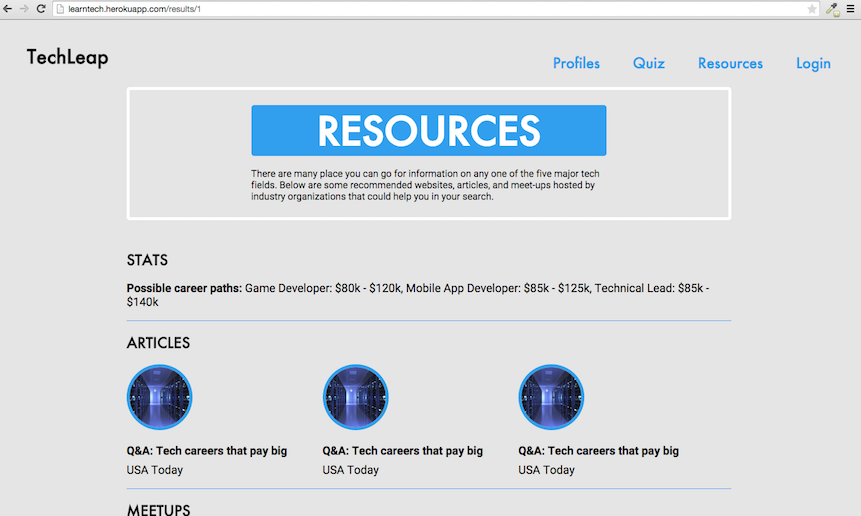 learntech.herokuapp.com/results/1
TechLeap
Profiles Quiz Resources Login
RESOURCES
There are many place you can go for information on any one of the five major tech
fields. Below are some recommended websites, articles, and meet-ups hosted by
industry organizations that could help you in your search.
STATS
Possible career paths: Game Developer: $80k - $120k, Mobile App Developer: $85k - $125k, Technical Lead: $85k -
$140k
ARTICLES
Q&A: Tech careers that pay big Q&A: Tech careers that pay big Q&A: Tech careers that pay big
USA Today USA Today USA Today
MEETUPS